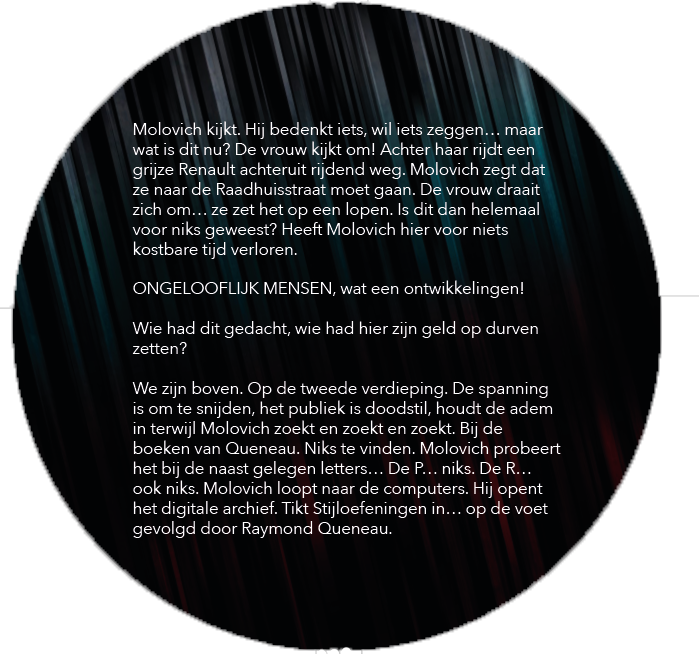 Molovich kijkt. Hij bedenkt iets, wil iets zeggen… maar
wat is dit nu? De vrouw kijkt om! Achter haar rijdt een
grijze Renault achteruit rijdend weg. Molovich zegt dat
ze naar de Raadhuisstraat moet gaan. De vrouw draait
zich om… ze zet het op een lopen. Is dit dan helemaal
voor niks geweest? Heeft Molovich hier voor niets
kostbare tijd verloren.
ONGELOOFLIJK MENSEN, wat een ontwikkelingen!
Wie had dit gedacht, wie had hier zijn geld op durven
zetten?
We zijn boven. Op de tweede verdieping. De spanning
is om te snijden, het publiek is doodstil, houdt de adem
in terwijl Molovich zoekt en zoekt en zoekt. Bij de
boeken van Queneau. Niks te vinden. Molovich probeert
het bij de naast gelegen letters… De P… niks. De R…
ook niks. Molovich loopt naar de computers. Hij opent
het digitale archief. Tikt Stijloefeningen in… op de voet
gevolgd door Raymond Queneau.